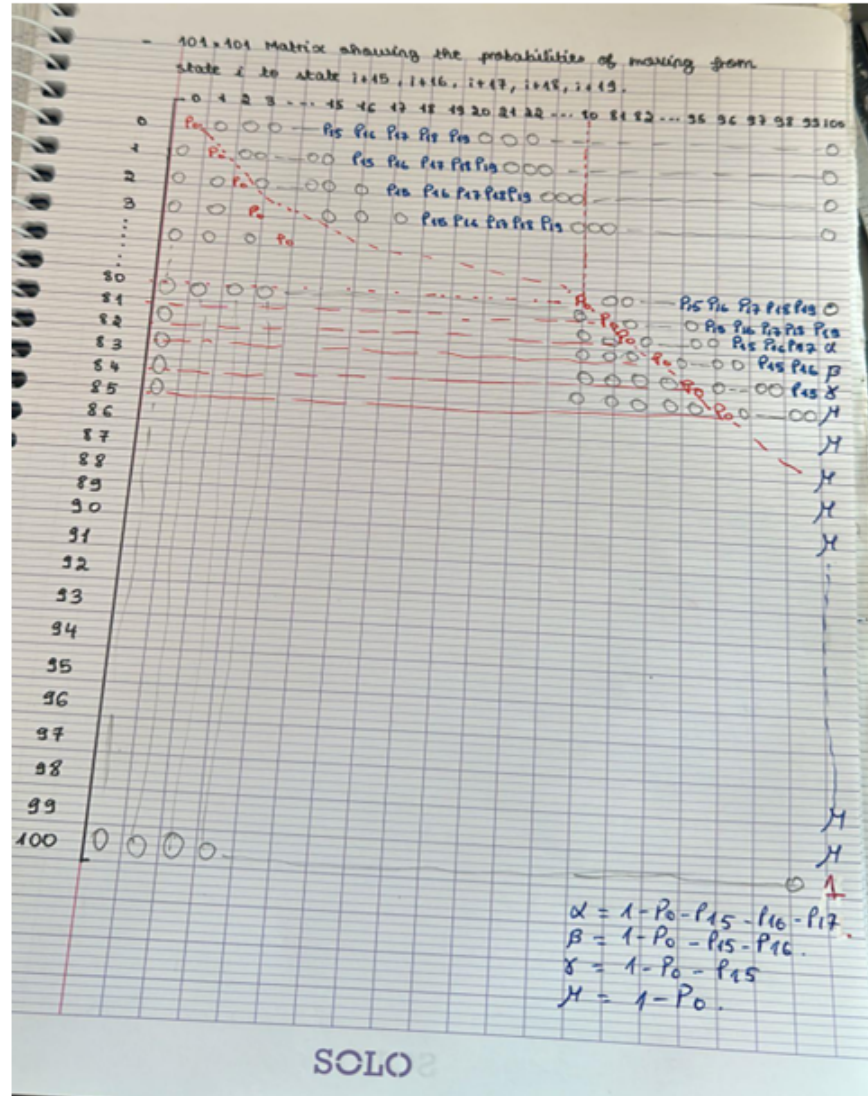 - 101×101 Matrix showing the probabilities of moving from
state i to state i+15, i+16, i+17, i+18, i+19.
0 1 2 3 --- 15 16 17 18 19 20 21 22 --- 80 81 82 --- 95 96 97 98 99 100
0 P0 0 0 0 — P15 P16 P17 P18 P19 0 0 0 — 0
1 0 P0 0 0 --- 0 0 P15 P16 P17 P18 P19 0 0 0 — 0
2 0 0 P0 0 --- 0 0 0 P15 P16 P17 P18 P19 0 0 0 — 0
3 0 0 P0 0 0 0 P15 P16 P17 P18 P19 0 0 0 — 0
0 0 0 P0
80 0 0 0 0 P0 0 0 — P15 P16 P17 P18 P19 0
81 0 0 P0 0 P15 P16 P17 P18 P19
82 0 0 0 P0 0 — 0 0 P15 P16 P17 α
83 0 0 0 0 P0 0 -- 0 0 P15 P16 β
84 0 0 0 0 0 P0 0 --- 0 0 P15 γ
85 0 0 0 0 0 P0 0 — 0 0 μ
86 μ
87 μ
88 μ
89 μ
90
91
92
93
94
95
96
97
98
99 μ
μ
100 0 0 0 0 — 0 1
α = 1 - P0 - P15 - P16 - P17.
β = 1 - P0 - P15 - P16.
γ = 1 - P0 - P15
μ = 1 - P0.
SOLO